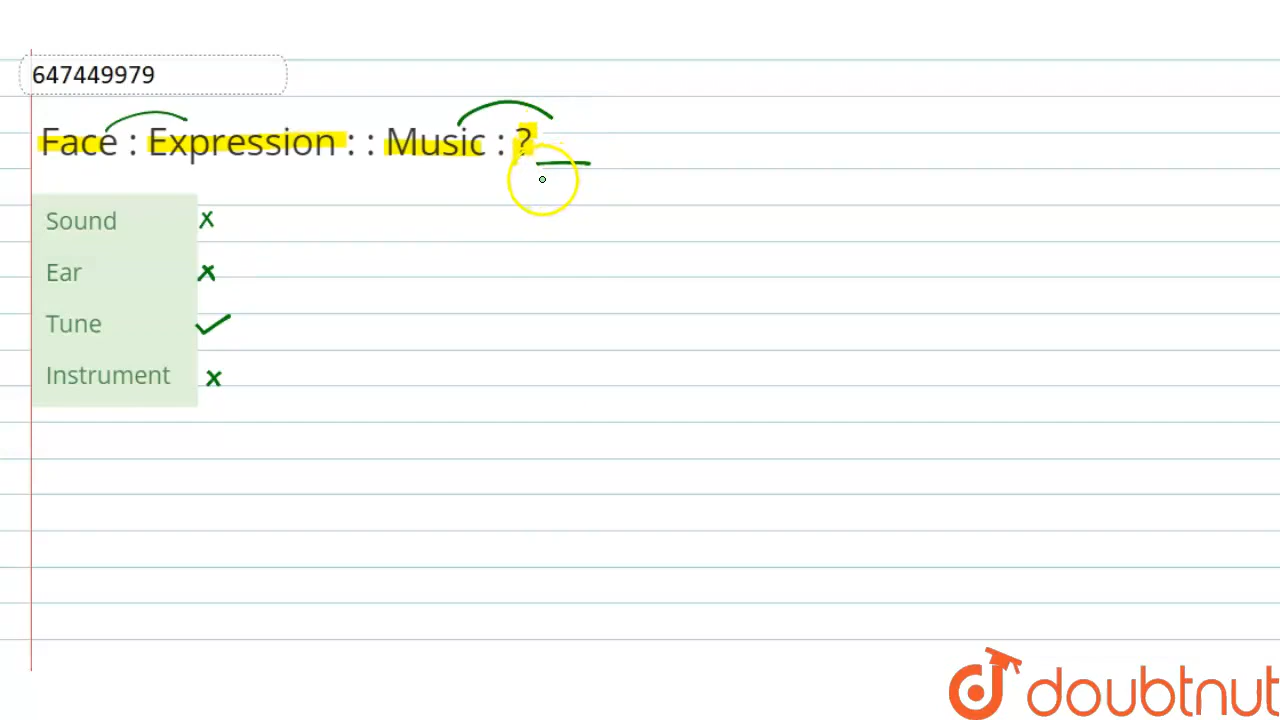 647449979
Face : Expression : : Music : ?
Sound
Ear
Tune
Instrument
doubtnut